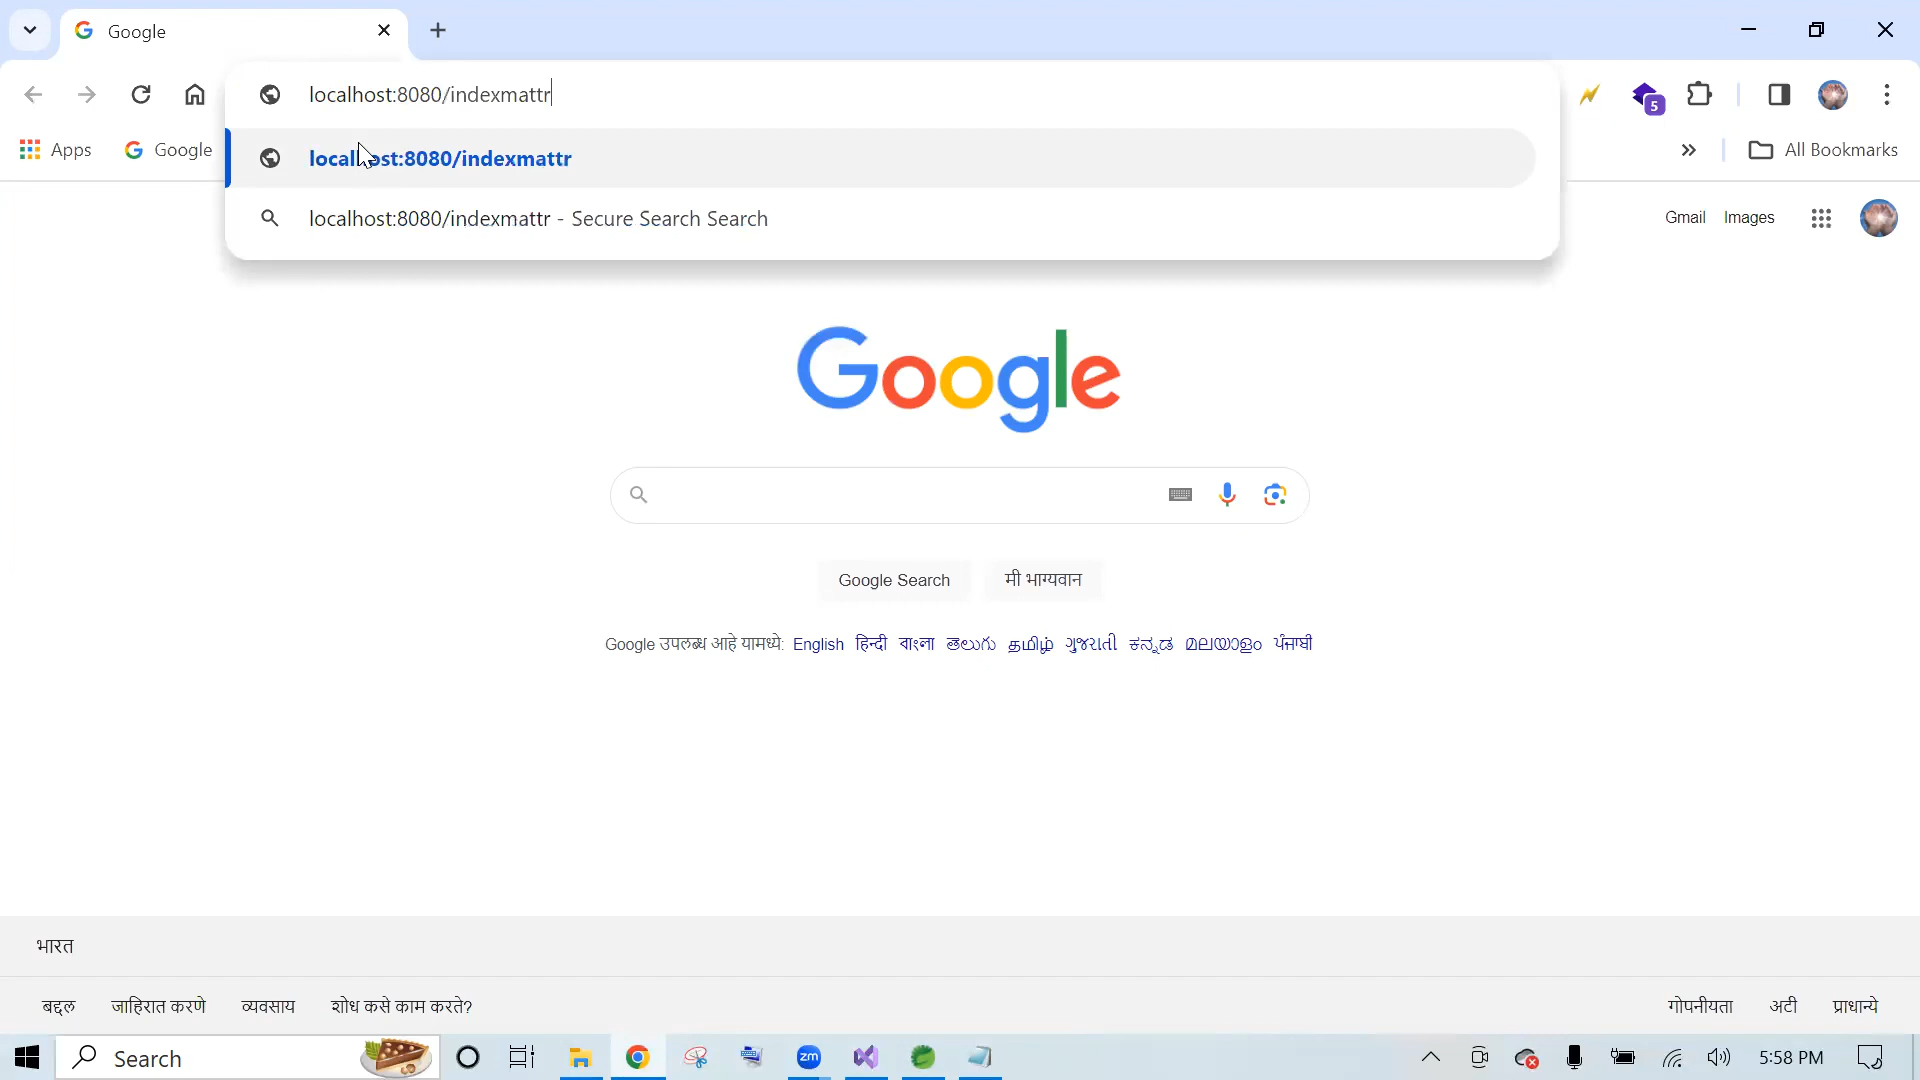 Google
localhost:8080/indexmattr
5
Apps
Google
All Bookmarks
localhost:8080/indexmattr
localhost:8080/indexmattr - Secure Search Search
Gmail Images
Google
Google Search मी भाग्यवान
Google उपलब्ध आहे यामध्ये: English हिन्दी বাংলা తెలుగు தமிழ் ગુજરાતી ಕನ್ನಡ മലയാളം ਪੰਜਾਬੀ
भारत
बद्दल जाहिरात करणे व्यवसाय शोध कसे काम करते? गोपनीयता अटी प्राधान्ये
Search zm 5:58 PM